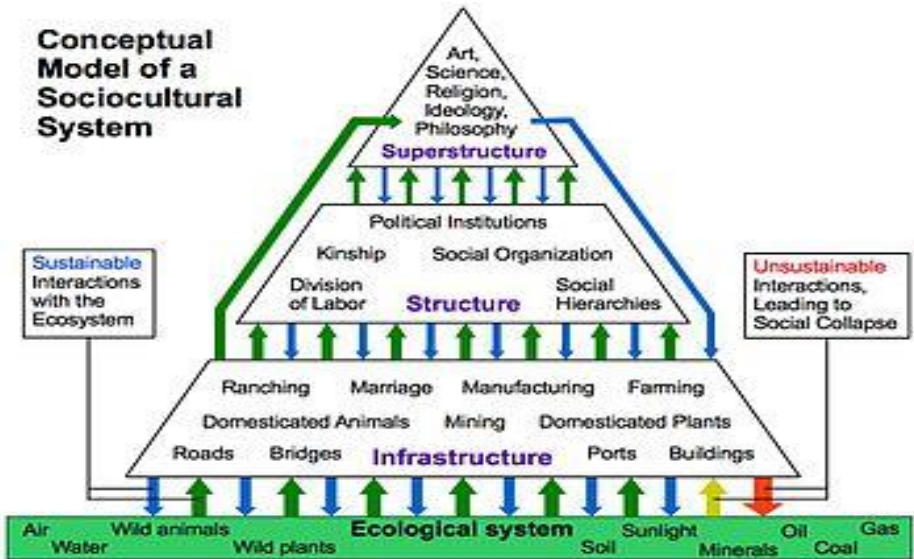 Conceptual
Model of a
Sociocultural
System
Art,
Science,
Religion,
Ideology,
Philosophy
Superstructure
Political Institutions
Kinship Social Organization
Division
of Labor
Structure
Social
Hierarchies
Sustainable
Interactions
with the
Ecosystem
Unsustainable
Interactions,
Leading to
Social Collapse
Ranching Marriage Manufacturing Farming
Domesticated Animals Mining Domesticated Plants
Roads Bridges Infrastructure Ports Buildings
Air Wild animals Ecological system Sunlight Oil Gas
Water Wild plants Soil Minerals Coal